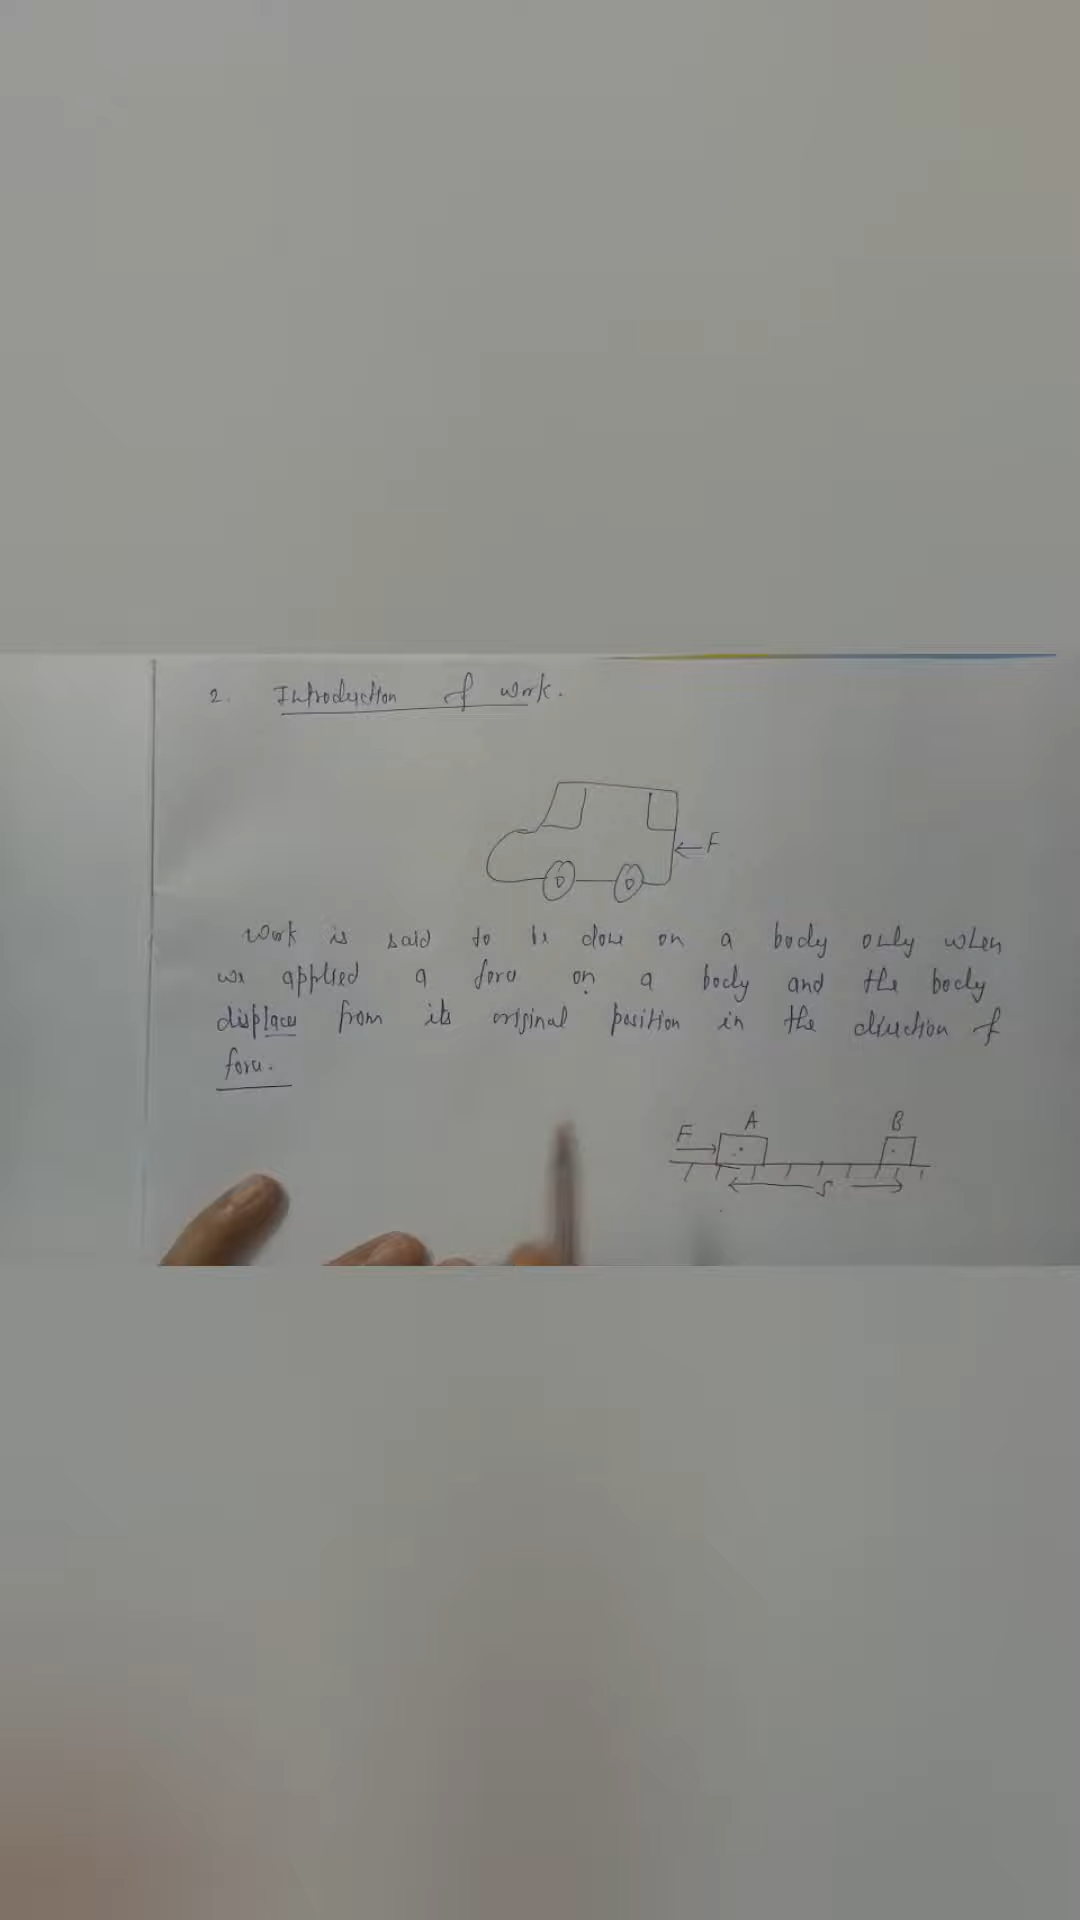 2. Introduction of work.
F
Work is said to be done on a body only when
we applied a force on a body and the body
displaces from its original position in the direction of
force.
F A B
S